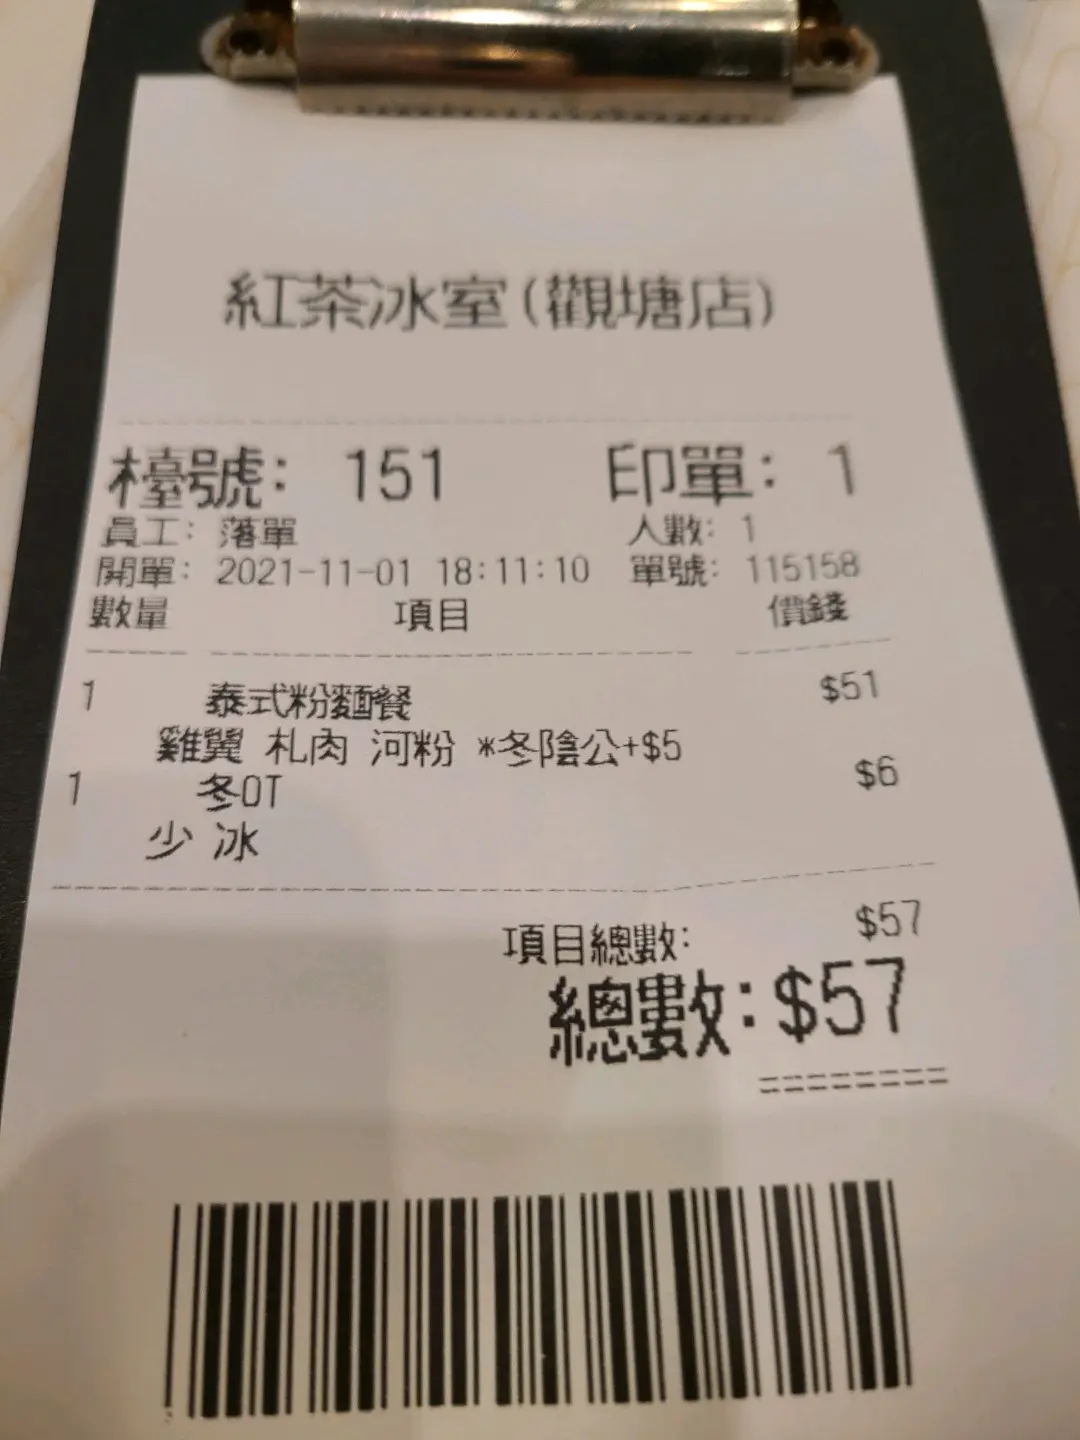 紅茶冰室(觀塘店)
檯號: 151 印單: 1
員工: 落單 人數: 1
開單: 2021-11-01 18:11:10 單號: 115158
數量 項目 價錢
1 泰式粉麵餐 $51
雞翼 札肉 河粉 *冬陰公+$5
1 冬OT $6
少 冰
項目總數: $57
總數: $57
========